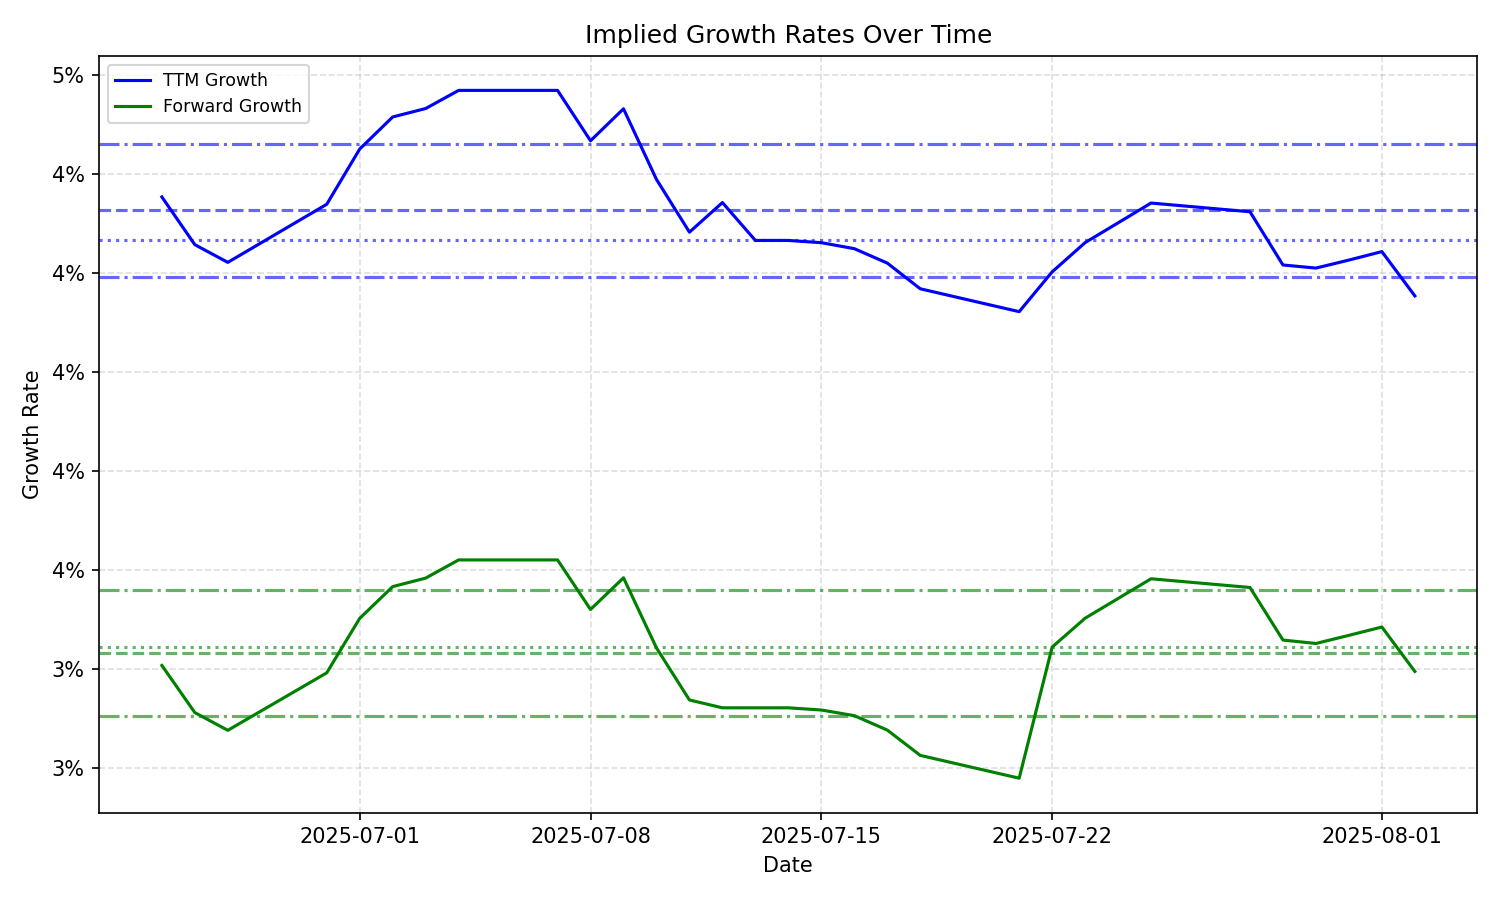 Implied Growth Rates Over Time
TTM Growth
Forward Growth
5%
4%
4%
4%
4%
4%
3%
3%
Growth Rate
2025-07-01
2025-07-08
2025-07-15
2025-07-22
2025-08-01
Date